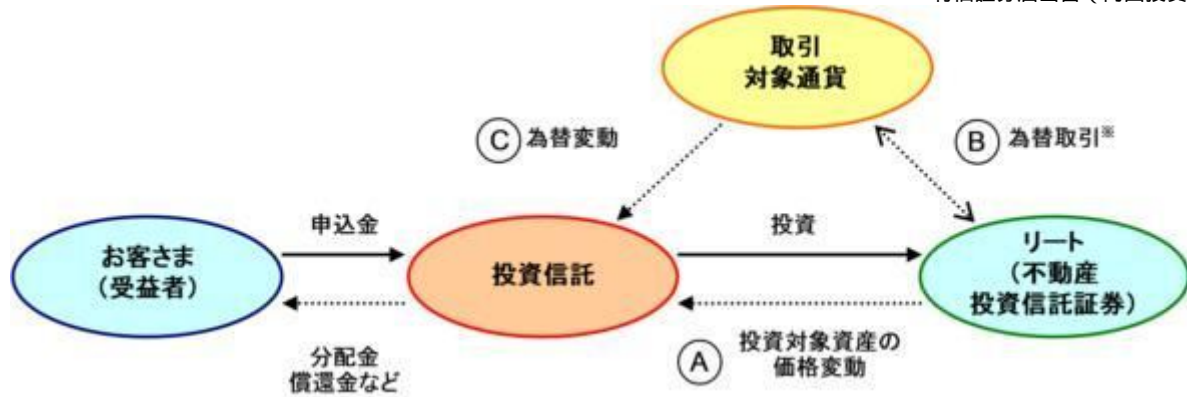 取引
対象通貨
C 為替変動
B 為替取引※
お客さま
(受益者)
申込金
投資信託
投資
リート
(不動産
投資信託証券)
分配金
償還金など
A 投資対象資産の
価格変動